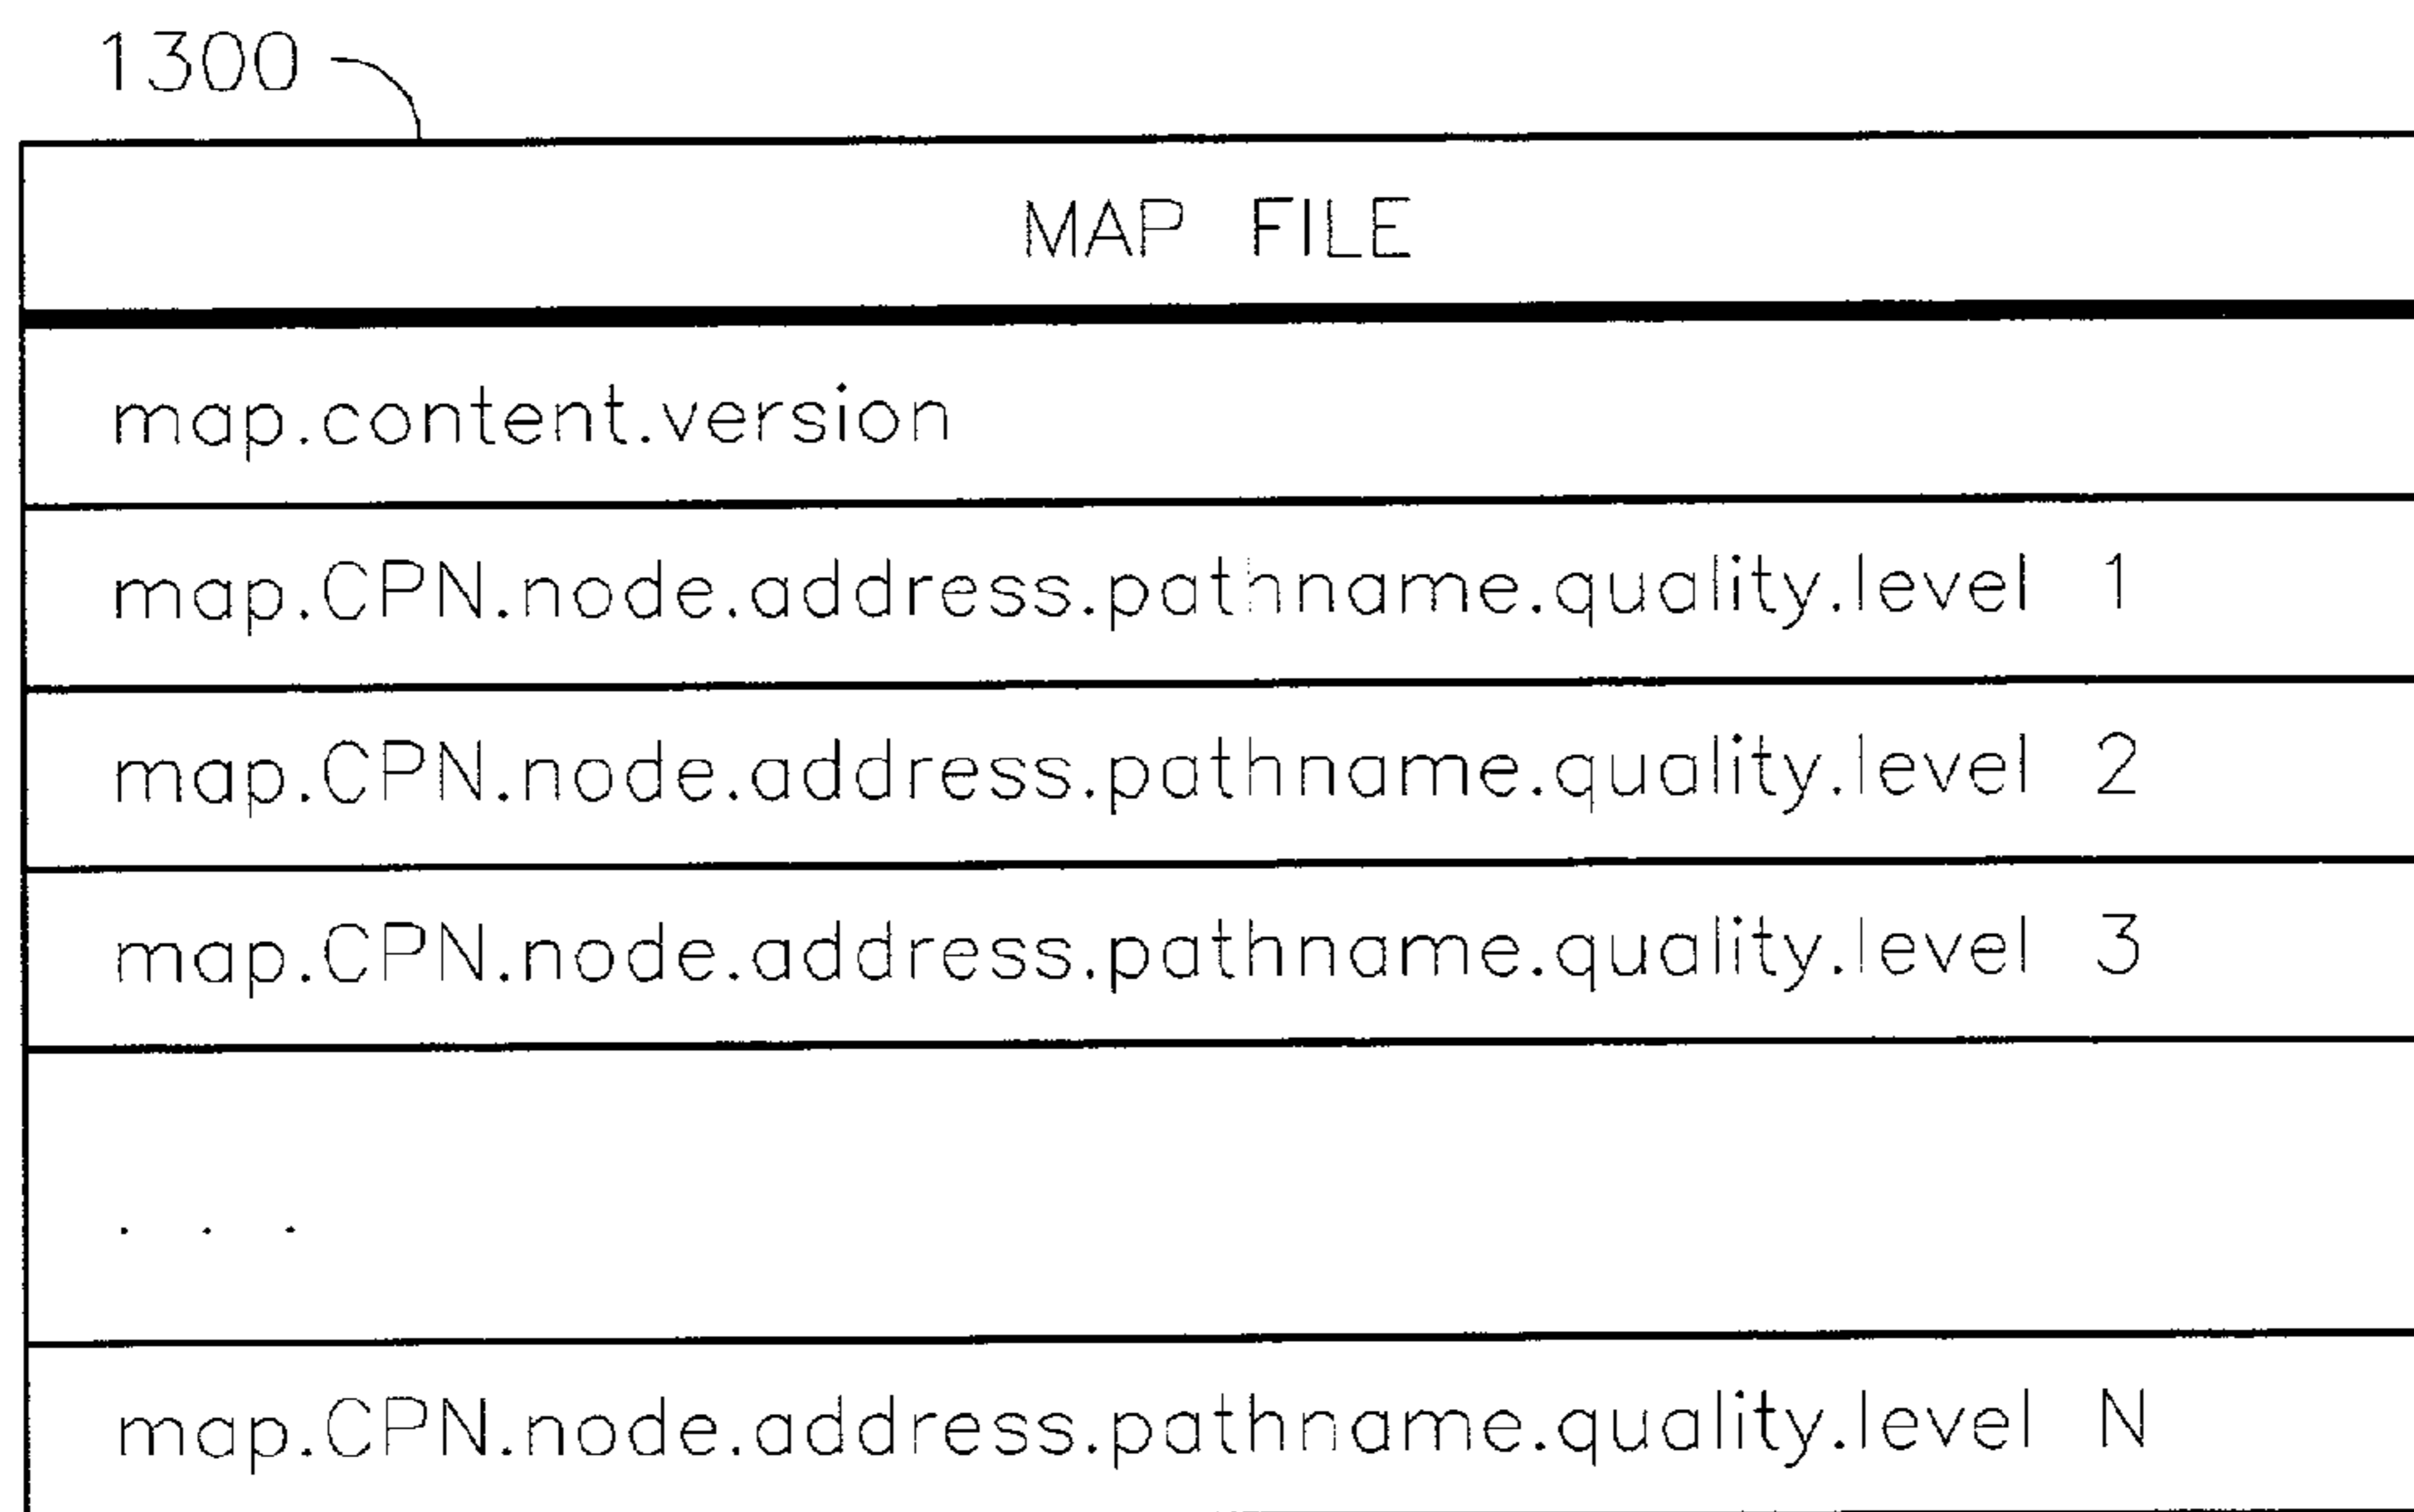 1300
MAP FILE
map.content.version
map.CPN.node.address.pathname.quality.level 1
map.CPN.node.address.pathname.quality.level 2
map.CPN.node.address.pathname.quality.level 3
. . .
map.CPN.node.address.pathname.quality.level N